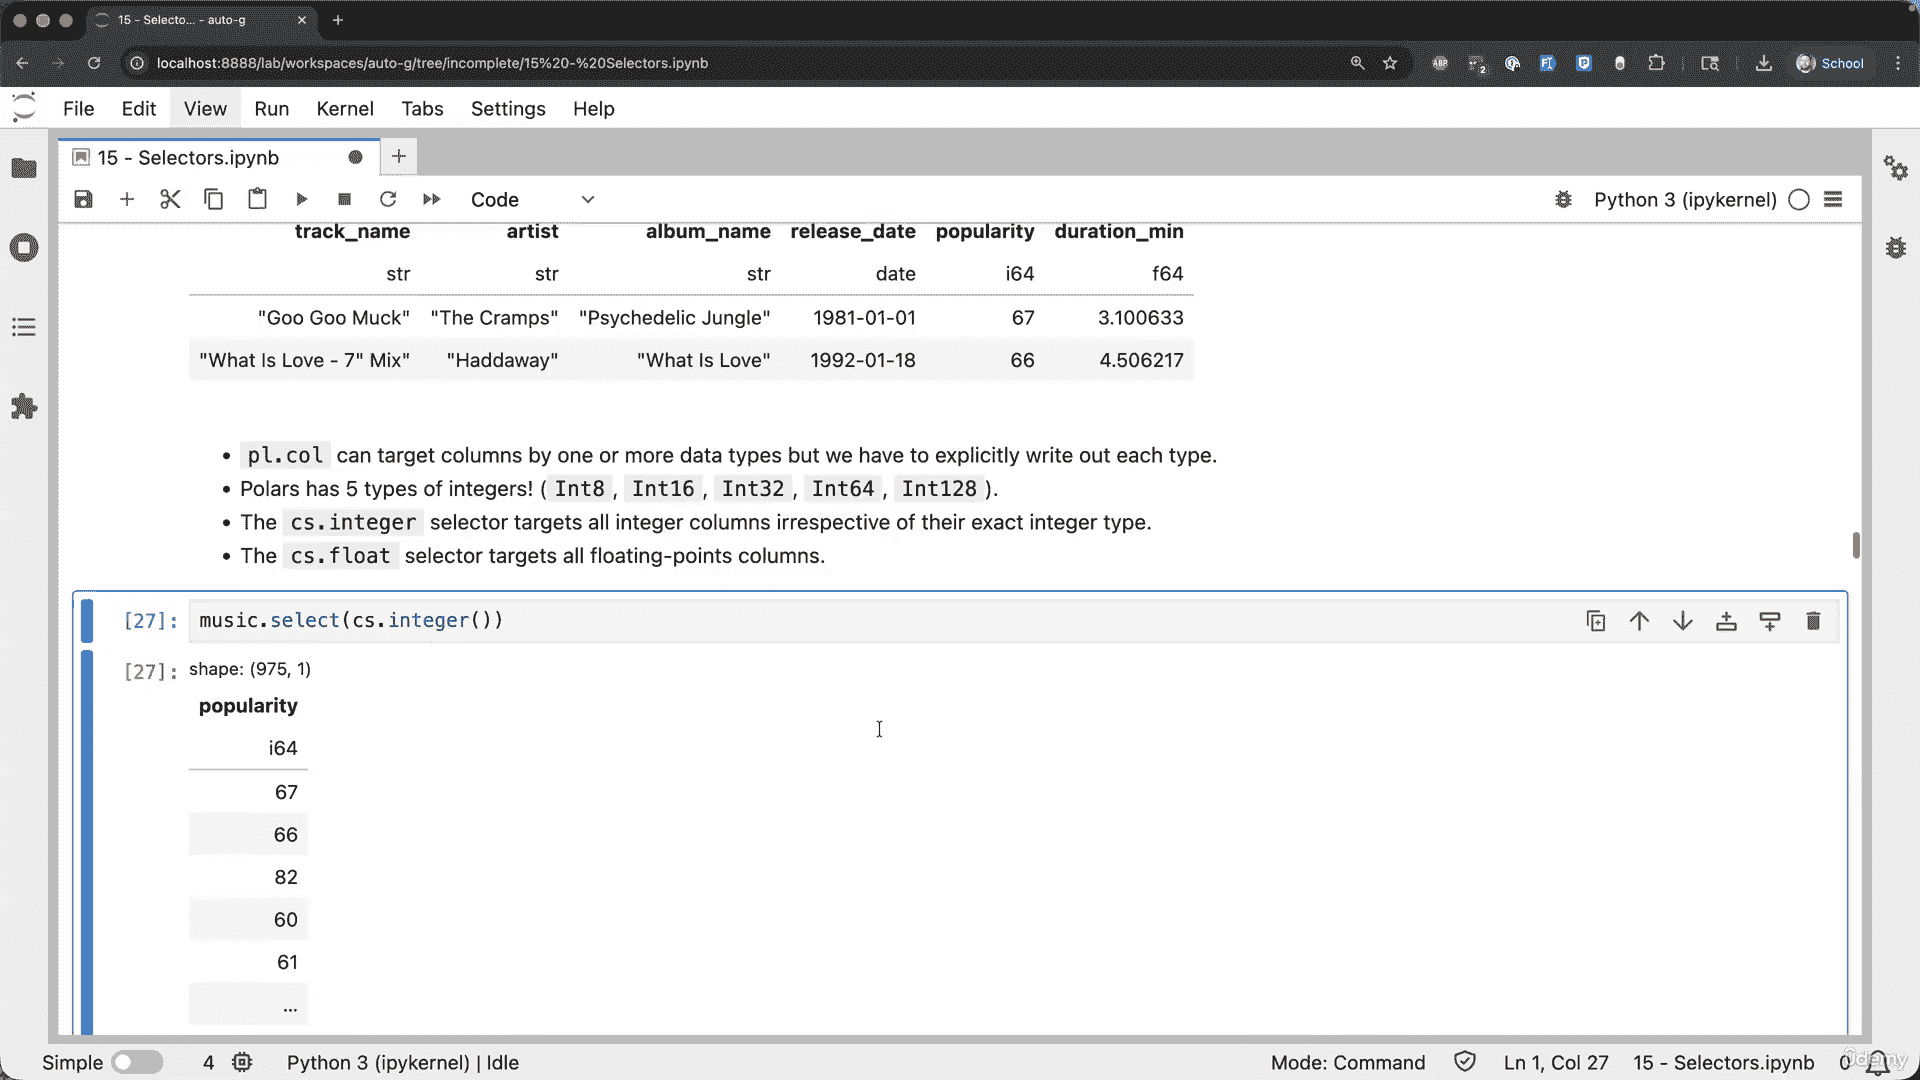 15 - Selecto... - auto-g
localhost:8888/lab/workspaces/auto-g/tree/incomplete/15%20-%20Selectors.ipynb
ABP
2
School
File Edit View Run Kernel Tabs Settings Help
15 - Selectors.ipynb
Code
Python 3 (ipykernel)
track_name artist album_name release_date popularity duration_min
str str str date i64 f64
"Goo Goo Muck" "The Cramps" "Psychedelic Jungle" 1981-01-01 67 3.100633
"What Is Love - 7" Mix" "Haddaway" "What Is Love" 1992-01-18 66 4.506217
• pl.col can target columns by one or more data types but we have to explicitly write out each type.
• Polars has 5 types of integers! ( Int8 , Int16 , Int32 , Int64 , Int128 ).
• The cs.integer selector targets all integer columns irrespective of their exact integer type.
• The cs.float selector targets all floating-points columns.
[27]: music.select(cs.integer())
[27]: shape: (975, 1)
popularity
i64
67
66
82
60
61
...
Simple 4 Python 3 (ipykernel) | Idle Mode: Command Ln 1, Col 27 15 - Selectors.ipynb 0
Udemy